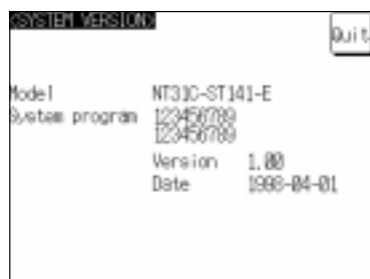 <SYSTEM VERSION>
Quit
Model NT31C-ST141-E
System program 123456789
123456789
Version 1.00
Date 1998-04-01